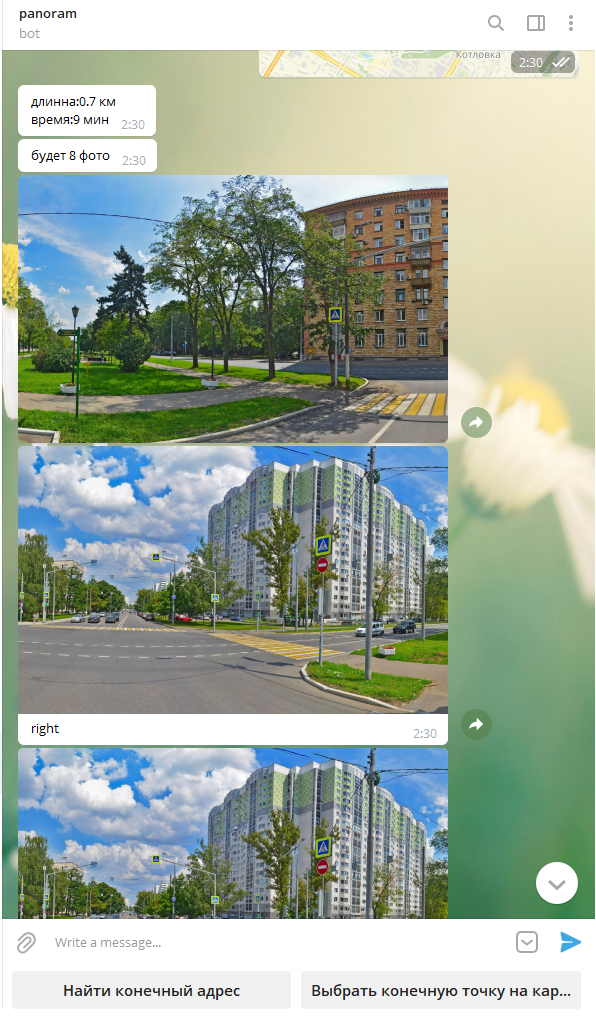 panoram
bot
Котловка
2:30
длинна:0.7 км
время:9 мин 2:30
будет 8 фото 2:30
right
2:30
Write a message...
Найти конечный адрес
Выбрать конечную точку на кар...